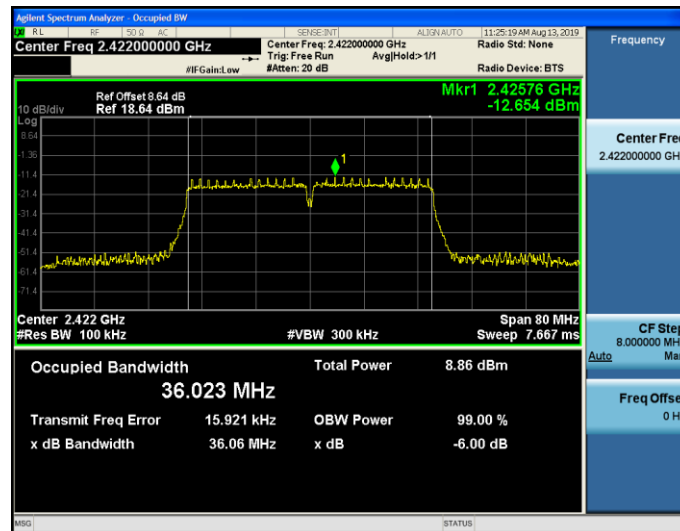 Agilent Spectrum Analyzer - Occupied BW
RL RF 50 Ω AC SENSE:INT ALIGN AUTO 11:25:19 AM Aug 13, 2019
Center Freq 2.422000000 GHz
Center Freq: 2.422000000 GHz
Radio Std: None
Trig: Free Run Avg|Hold:>1/1
#IFGain:Low
#Atten: 20 dB
Radio Device: BTS
Frequency
Ref Offset 8.64 dB
Mkr1 2.42576 GHz
10 dB/div
Ref 18.64 dBm
-12.654 dBm
Log
8.64
-1.36
-11.4
-21.4
-31.4
-41.4
-51.4
-61.4
-71.4
1
Center 2.422 GHz
Span 80 MHz
#Res BW 100 kHz
#VBW 300 kHz
Sweep 7.667 ms
Center Fre
2.422000000 GH
CF Step
8.000000 MH
Auto Ma
Freq Offse
0 H
Occupied Bandwidth
Total Power 8.86 dBm
36.023 MHz
Transmit Freq Error 15.921 kHz OBW Power 99.00 %
x dB Bandwidth 36.06 MHz x dB -6.00 dB
MSG
STATUS